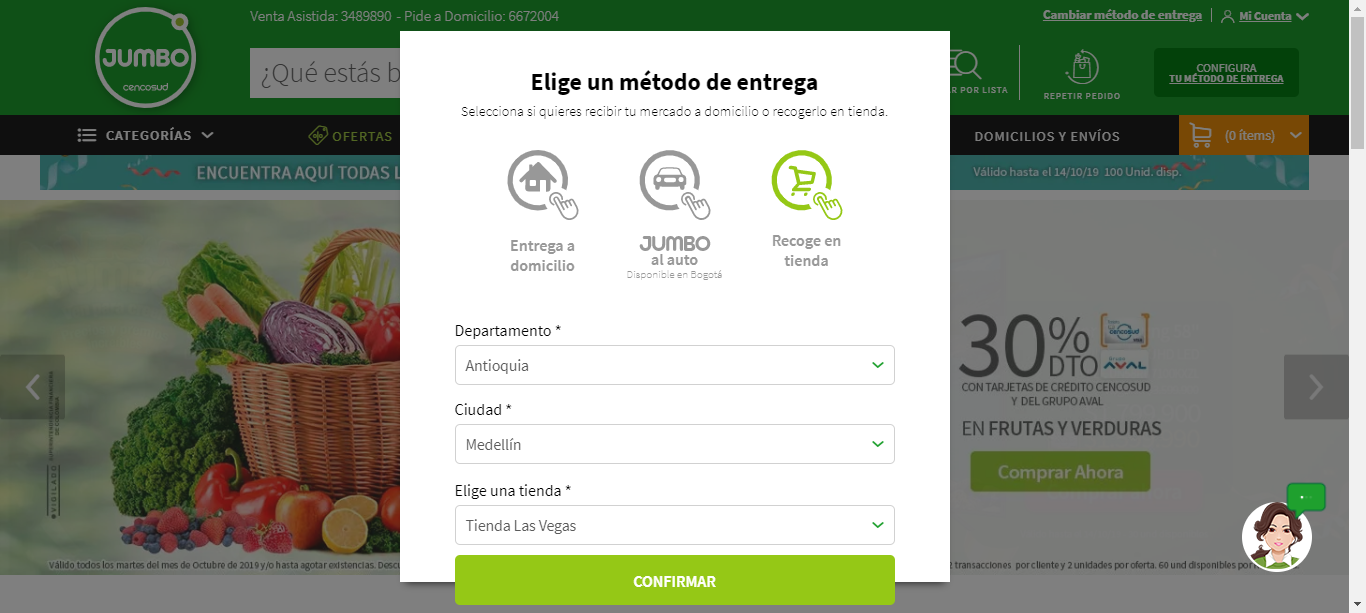 Venta Asistida: 3489890 - Pide a Domicilio: 6672004
Cambiar método de entrega
Mi Cuenta
JUMBO
cencosud
¿Qué estás b
R POR LISTA
REPETIR PEDIDO
CONFIGURA
TU MÉTODO DE ENTREGA
CATEGORÍAS
OFERTAS
DOMICILIOS Y ENVÍOS
(0 ítems)
ENCUENTRA AQUÍ TODAS L
Válido hasta el 14/10/19 100 Unid. disp.
Elige un método de entrega
Selecciona si quieres recibir tu mercado a domicilio o recogerlo en tienda.
Entrega a
domicilio
JUMBO
al auto
Disponible en Bogotá
Recoge en
tienda
Departamento *
Antioquia
Ciudad *
Medellín
Elige una tienda *
Tienda Las Vegas
CONFIRMAR
30%
DTO
cencosud
AVAL
CON TARJETAS DE CRÉDITO CENCOSUD
Y DEL GRUPO AVAL
EN FRUTAS Y VERDURAS
Comprar Ahora
VIGILADO
Válido todos los martes del mes de Octubre de 2019 y/o hasta agotar existencias. Descu
2 transacciones por cliente y 2 unidades por oferta. 60 und disponibles por